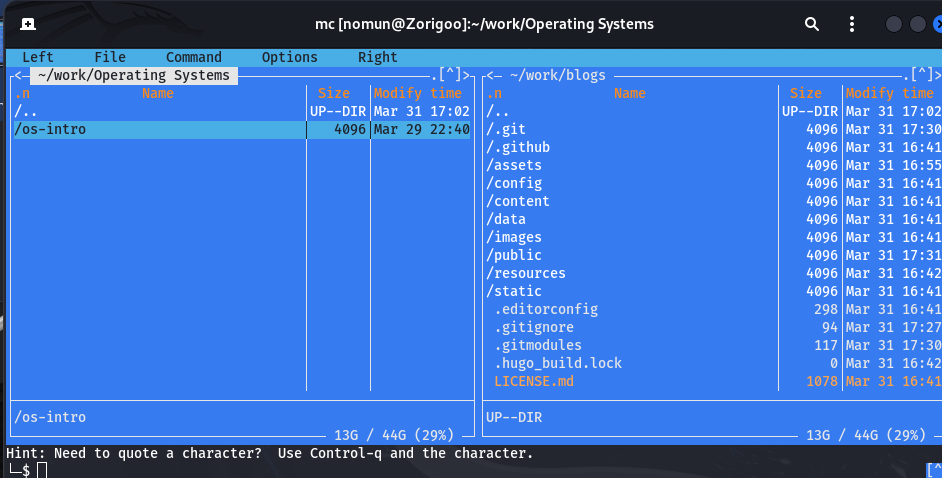 mc [nomun@Zorigoo]:~/work/Operating Systems
Left File Command Options Right
<— ~/work/Operating Systems .[^]> <— ~/work/blogs .[^]>
.n Name Size Modify time .n Name Size Modify time
/.. UP--DIR Mar 31 17:02 /.. UP--DIR Mar 31 17:02
/os-intro 4096 Mar 29 22:40 /.git 4096 Mar 31 17:30
/.github 4096 Mar 31 16:41
/assets 4096 Mar 31 16:55
/config 4096 Mar 31 16:41
/content 4096 Mar 31 16:41
/data 4096 Mar 31 16:41
/images 4096 Mar 31 16:41
/public 4096 Mar 31 17:31
/resources 4096 Mar 31 16:42
/static 4096 Mar 31 16:41
.editorconfig 298 Mar 31 16:41
.gitignore 94 Mar 31 17:27
.gitmodules 117 Mar 31 17:30
.hugo_build.lock 0 Mar 31 16:42
LICENSE.md 1078 Mar 31 16:41
/os-intro UP--DIR
13G / 44G (29%) 13G / 44G (29%)
Hint: Need to quote a character? Use Control-q and the character.
└─$ [^